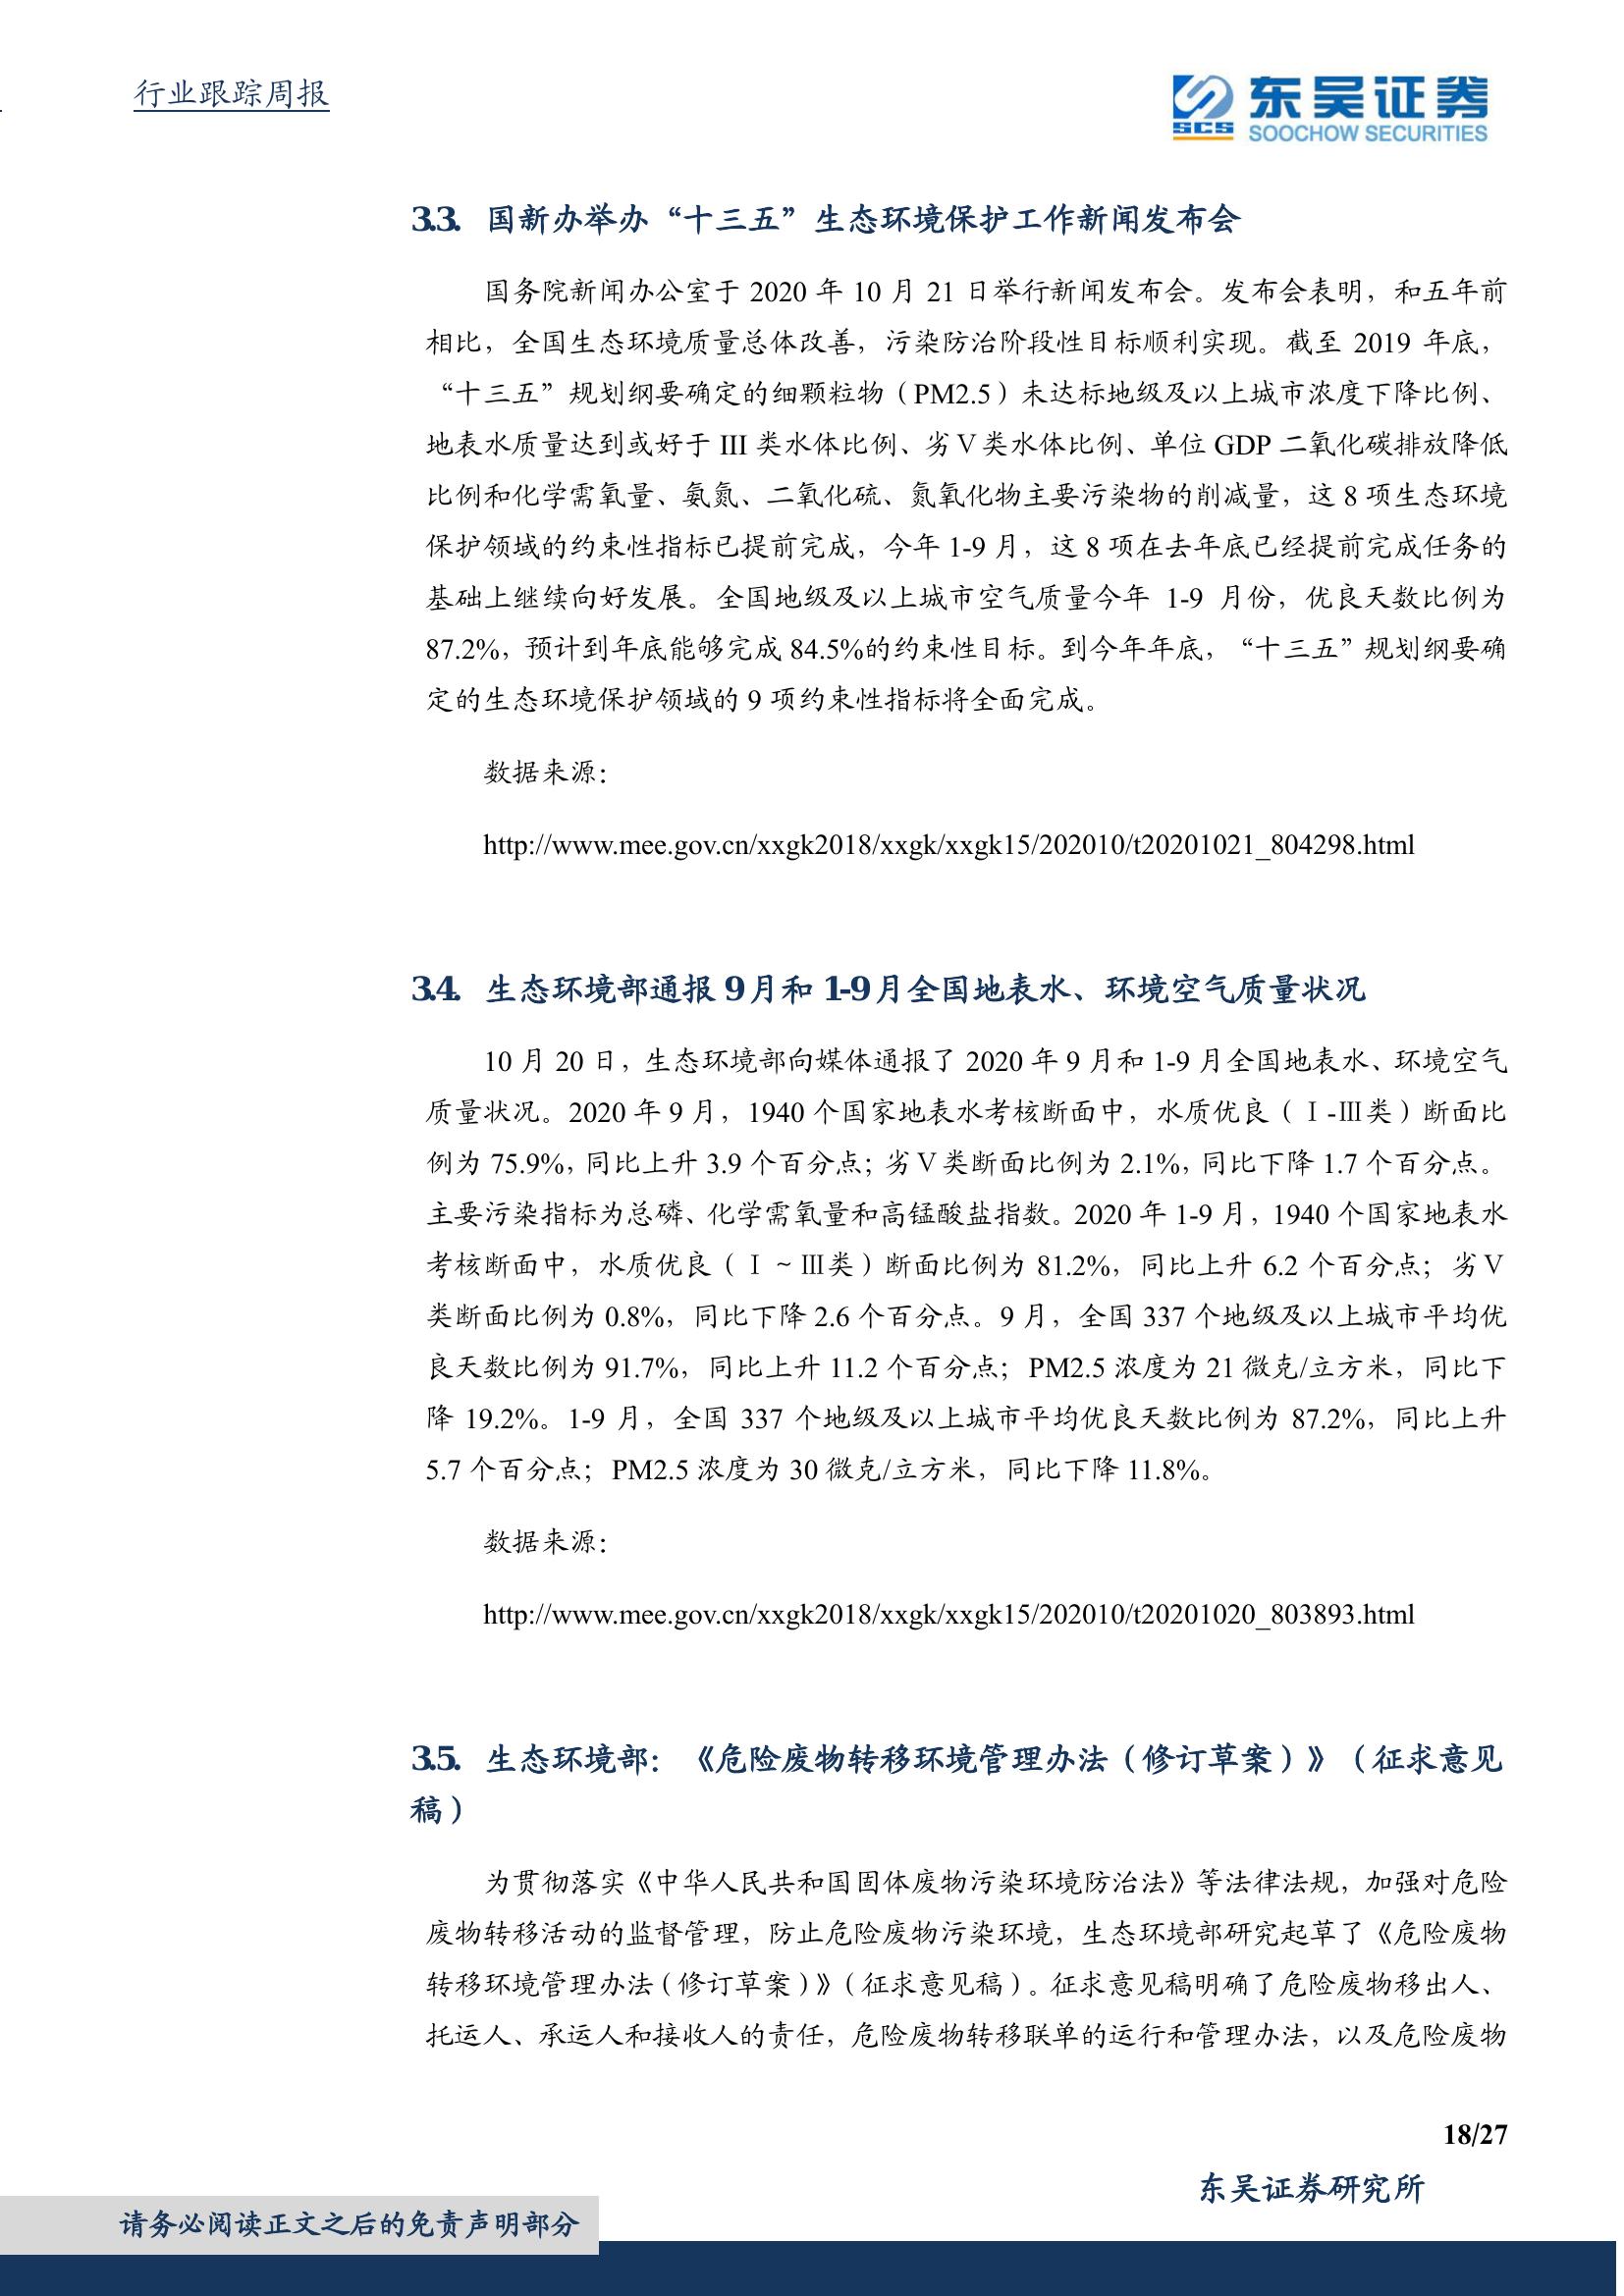 行业跟踪周报
SCS
东吴证券
SOOCHOW SECURITIES
3.3. 国新办举办“十三五”生态环境保护工作新闻发布会
国务院新闻办公室于 2020 年 10 月 21 日举行新闻发布会。发布会表明，和五年前
相比，全国生态环境质量总体改善，污染防治阶段性目标顺利实现。截至 2019 年底，
“十三五”规划纲要确定的细颗粒物（PM2.5）未达标地级及以上城市浓度下降比例、
地表水质量达到或好于 III 类水体比例、劣Ⅴ类水体比例、单位 GDP 二氧化碳排放降低
比例和化学需氧量、氨氮、二氧化硫、氮氧化物主要污染物的削减量，这 8 项生态环境
保护领域的约束性指标已提前完成，今年 1-9 月，这 8 项在去年底已经提前完成任务的
基础上继续向好发展。全国地级及以上城市空气质量今年 1-9 月份，优良天数比例为
87.2%，预计到年底能够完成 84.5%的约束性目标。到今年年底，“十三五”规划纲要确
定的生态环境保护领域的 9 项约束性指标将全面完成。
数据来源：
http://www.mee.gov.cn/xxgk2018/xxgk/xxgk15/202010/t20201021_804298.html
3.4. 生态环境部通报 9 月和 1-9 月全国地表水、环境空气质量状况
10 月 20 日，生态环境部向媒体通报了 2020 年 9 月和 1-9 月全国地表水、环境空气
质量状况。2020 年 9 月，1940 个国家地表水考核断面中，水质优良（Ⅰ-Ⅲ类）断面比
例为 75.9%，同比上升 3.9 个百分点；劣Ⅴ类断面比例为 2.1%，同比下降 1.7 个百分点。
主要污染指标为总磷、化学需氧量和高锰酸盐指数。2020 年 1-9 月，1940 个国家地表水
考核断面中，水质优良（Ⅰ~Ⅲ类）断面比例为 81.2%，同比上升 6.2 个百分点；劣Ⅴ
类断面比例为 0.8%，同比下降 2.6 个百分点。9 月，全国 337 个地级及以上城市平均优
良天数比例为 91.7%，同比上升 11.2 个百分点；PM2.5 浓度为 21 微克/立方米，同比下
降 19.2%。1-9 月，全国 337 个地级及以上城市平均优良天数比例为 87.2%，同比上升
5.7 个百分点；PM2.5 浓度为 30 微克/立方米，同比下降 11.8%。
数据来源：
http://www.mee.gov.cn/xxgk2018/xxgk/xxgk15/202010/t20201020_803893.html
3.5. 生态环境部：《危险废物转移环境管理办法（修订草案）》（征求意见
稿）
为贯彻落实《中华人民共和国固体废物污染环境防治法》等法律法规，加强对危险
废物转移活动的监督管理，防止危险废物污染环境，生态环境部研究起草了《危险废物
转移环境管理办法（修订草案）》（征求意见稿）。征求意见稿明确了危险废物移出人、
托运人、承运人和接收人的责任，危险废物转移联单的运行和管理办法，以及危险废物
18/27
东吴证券研究所
请务必阅读正文之后的免责声明部分